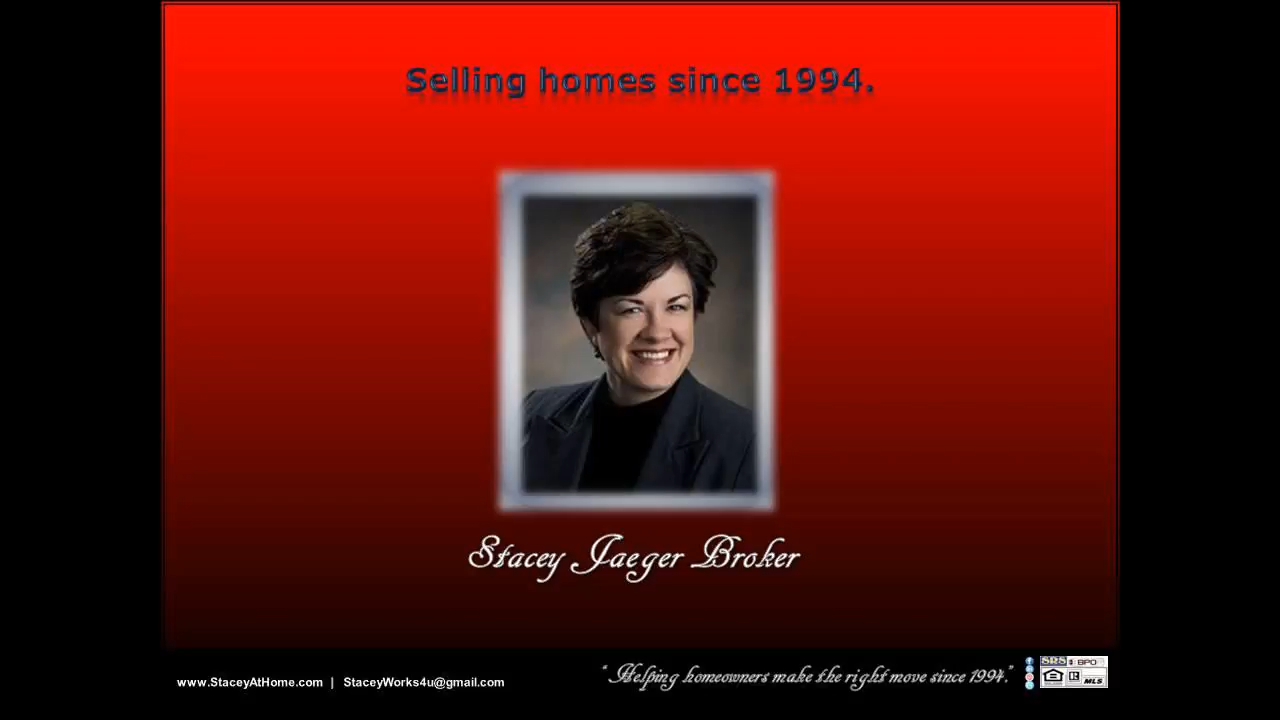 Selling homes since 1994.
Stacey Jaeger Broker
www.StaceyAtHome.com | StaceyWorks4u@gmail.com
“Helping homeowners make the right move since 1994.”
SRS BPO
R MLS